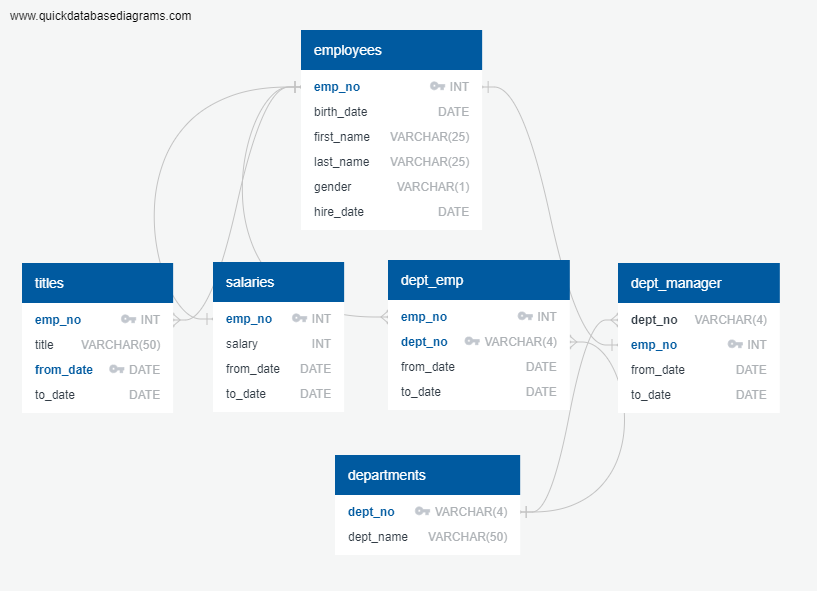 www.quickdatabasediagrams.com
employees
emp_no INT
birth_date DATE
first_name VARCHAR(25)
last_name VARCHAR(25)
gender VARCHAR(1)
hire_date DATE
titles
emp_no INT
title VARCHAR(50)
from_date DATE
to_date DATE
salaries
emp_no INT
salary INT
from_date DATE
to_date DATE
dept_emp
emp_no INT
dept_no VARCHAR(4)
from_date DATE
to_date DATE
dept_manager
dept_no VARCHAR(4)
emp_no INT
from_date DATE
to_date DATE
departments
dept_no VARCHAR(4)
dept_name VARCHAR(50)